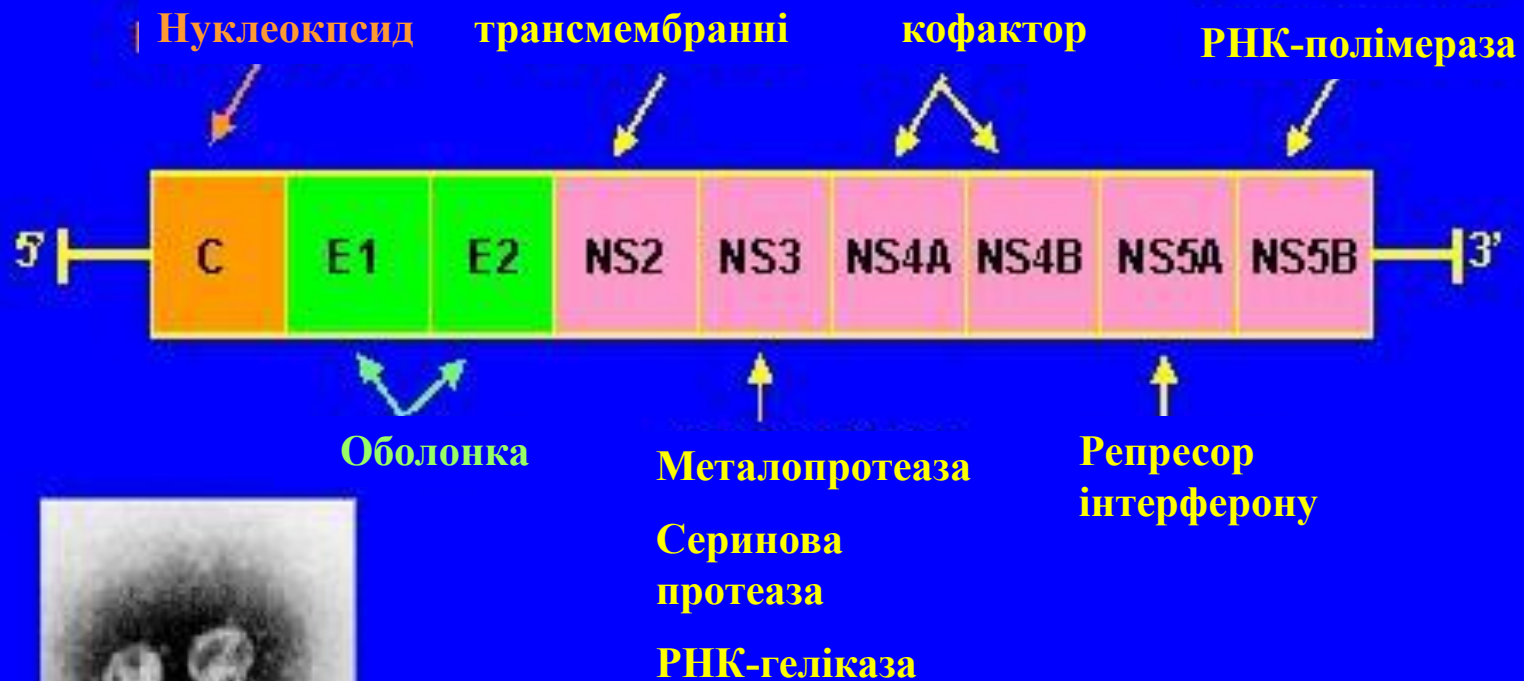 Нуклеокпсид трансмембранні кофактор РНК-полімераза
5' C E1 E2 NS2 NS3 NS4A NS4B NS5A NS5B 3'
Оболонка
Металопротеаза
Серинова
протеаза
РНК-геліказа
Репресор
інтерферону